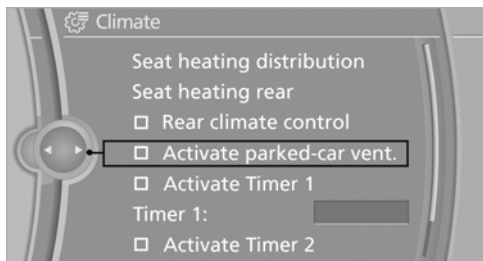 Climate
Seat heating distribution
Seat heating rear
Rear climate control
Activate parked-car vent.
Activate Timer 1
Timer 1:
Activate Timer 2